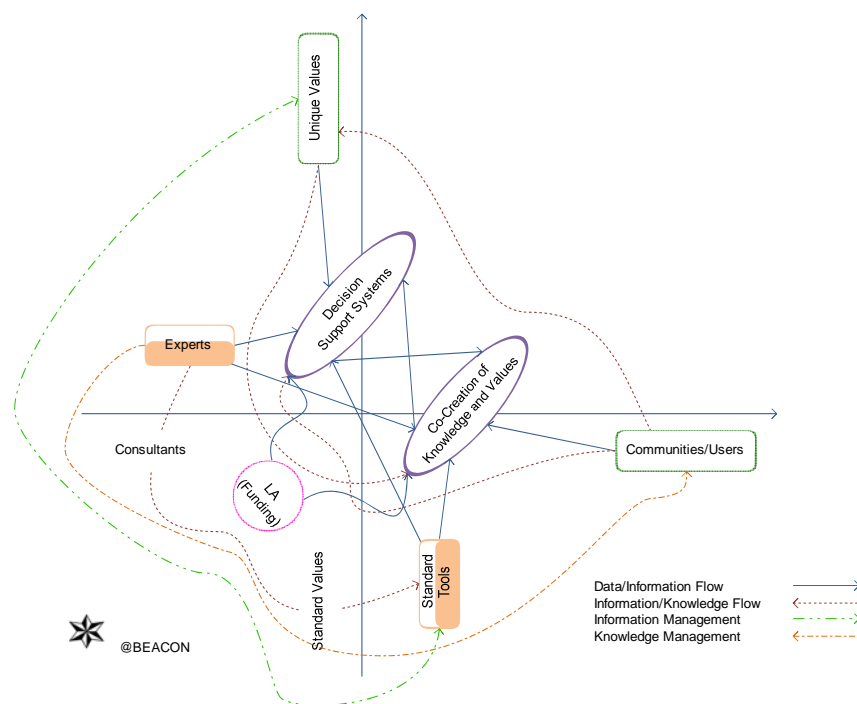 Unique Values
Decision
Support Systems
Experts
Co-Creation of
Knowledge and Values
Consultants
Communities/Users
LA
(Funding)
Standard
Tools
Standard Values
Data/Information Flow
Information/Knowledge Flow
Information Management
Knowledge Management
@BEACON